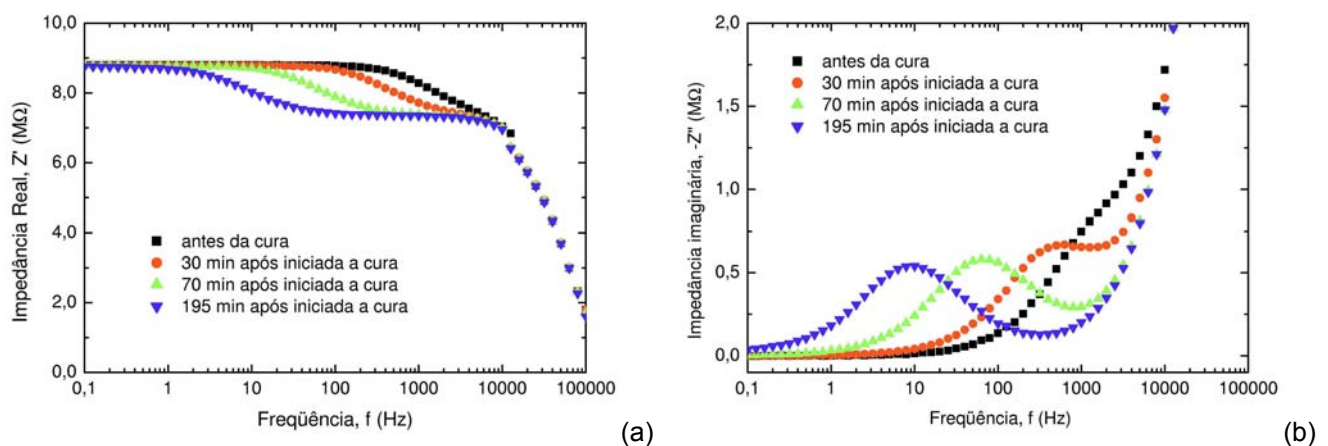 10,0
8,0
6,0
4,0
2,0
0,0
Impedância Real, Z' (MΩ)
antes da cura
30 min após iniciada a cura
70 min após iniciada a cura
195 min após iniciada a cura
0,1 1 10 100 1000 10000 100000
Freqüência, f (Hz)
(a)
2,0
1,5
1,0
0,5
0,0
Impedância imaginária, -Z'' (MΩ)
antes da cura
30 min após iniciada a cura
70 min após iniciada a cura
195 min após iniciada a cura
0,1 1 10 100 1000 10000 100000
Freqüência, f (Hz)
(b)